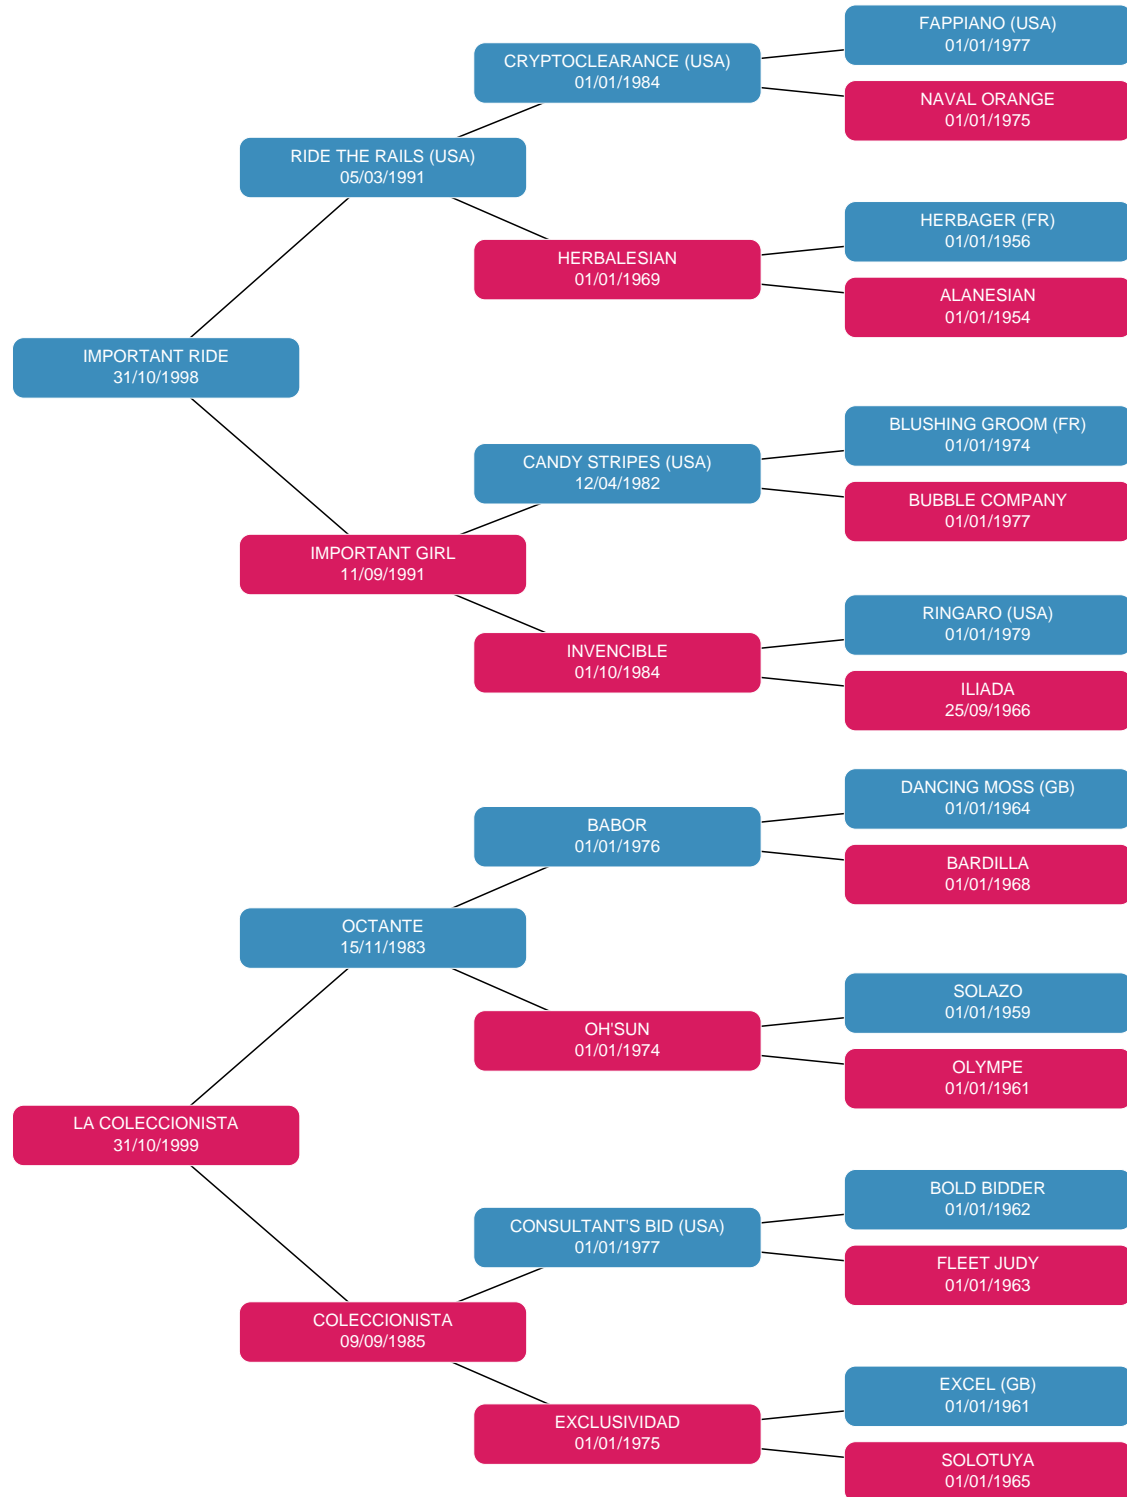 FAPPIANO (USA)
01/01/1977
CRYPTOCLEARANCE (USA)
01/01/1984
NAVAL ORANGE
01/01/1975
RIDE THE RAILS (USA)
05/03/1991
HERBAGER (FR)
01/01/1956
HERBALESIAN
01/01/1969
ALANESIAN
01/01/1954
IMPORTANT RIDE
31/10/1998
BLUSHING GROOM (FR)
01/01/1974
CANDY STRIPES (USA)
12/04/1982
BUBBLE COMPANY
01/01/1977
IMPORTANT GIRL
11/09/1991
RINGARO (USA)
01/01/1979
INVENCIBLE
01/10/1984
ILIADA
25/09/1966
DANCING MOSS (GB)
01/01/1964
BABOR
01/01/1976
BARDILLA
01/01/1968
OCTANTE
15/11/1983
SOLAZO
01/01/1959
OH'SUN
01/01/1974
OLYMPE
01/01/1961
LA COLECCIONISTA
31/10/1999
BOLD BIDDER
01/01/1962
CONSULTANT'S BID (USA)
01/01/1977
FLEET JUDY
01/01/1963
COLECCIONISTA
09/09/1985
EXCEL (GB)
01/01/1961
EXCLUSIVIDAD
01/01/1975
SOLOTUYA
01/01/1965